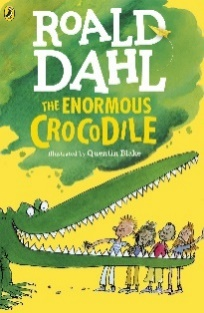 ROALD
DAHL
THE ENORMOUS
CROCODILE
illustrated by Quentin Blake